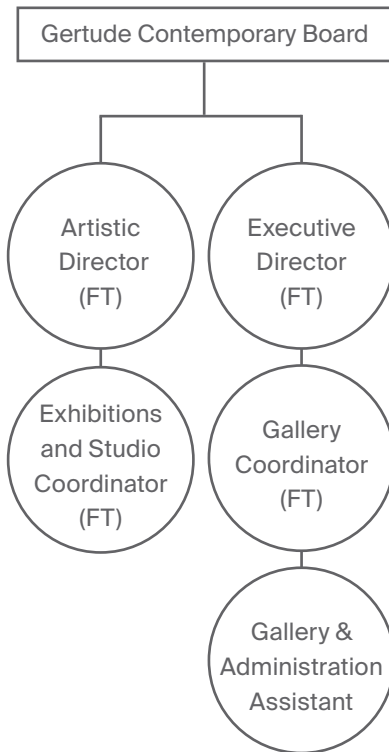 Gertude Contemporary Board
Artistic
Director
(FT)
Executive
Director
(FT)
Exhibitions
and Studio
Coordinator
(FT)
Gallery
Coordinator
(FT)
Gallery &
Administration
Assistant